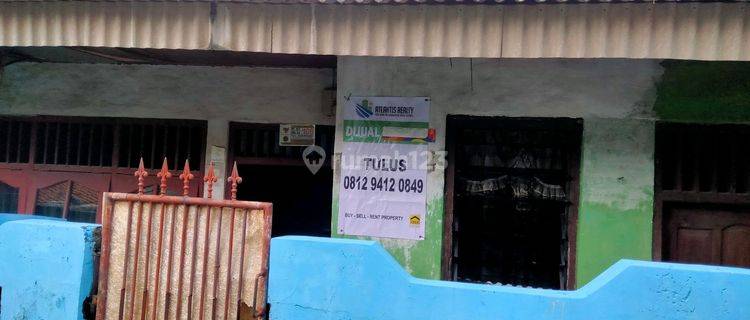 ATLANTIS REALTY
DIJUAL
TULUS
0812 9412 0849
BUY - SELL - RENT PROPERTY
rumah123